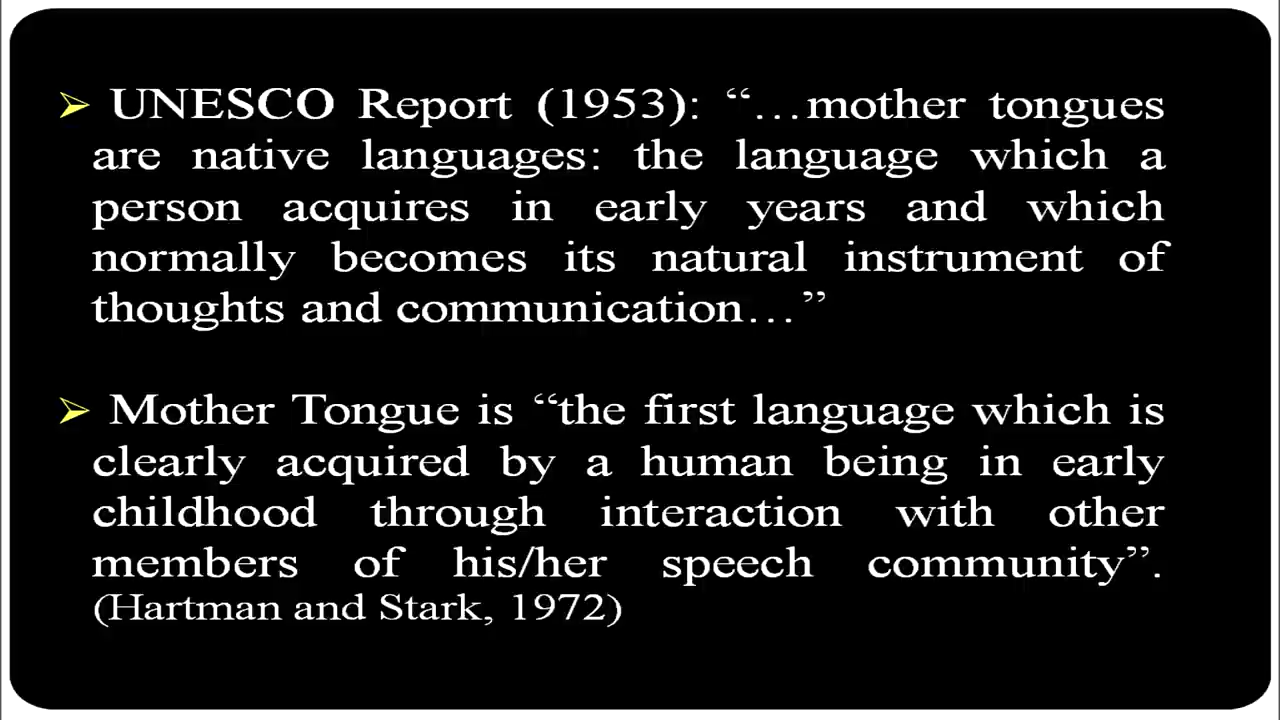 ➢ UNESCO Report (1953): “…mother tongues
are native languages: the language which a
person acquires in early years and which
normally becomes its natural instrument of
thoughts and communication…”
➢ Mother Tongue is “the first language which is
clearly acquired by a human being in early
childhood through interaction with other
members of his/her speech community”.
(Hartman and Stark, 1972)